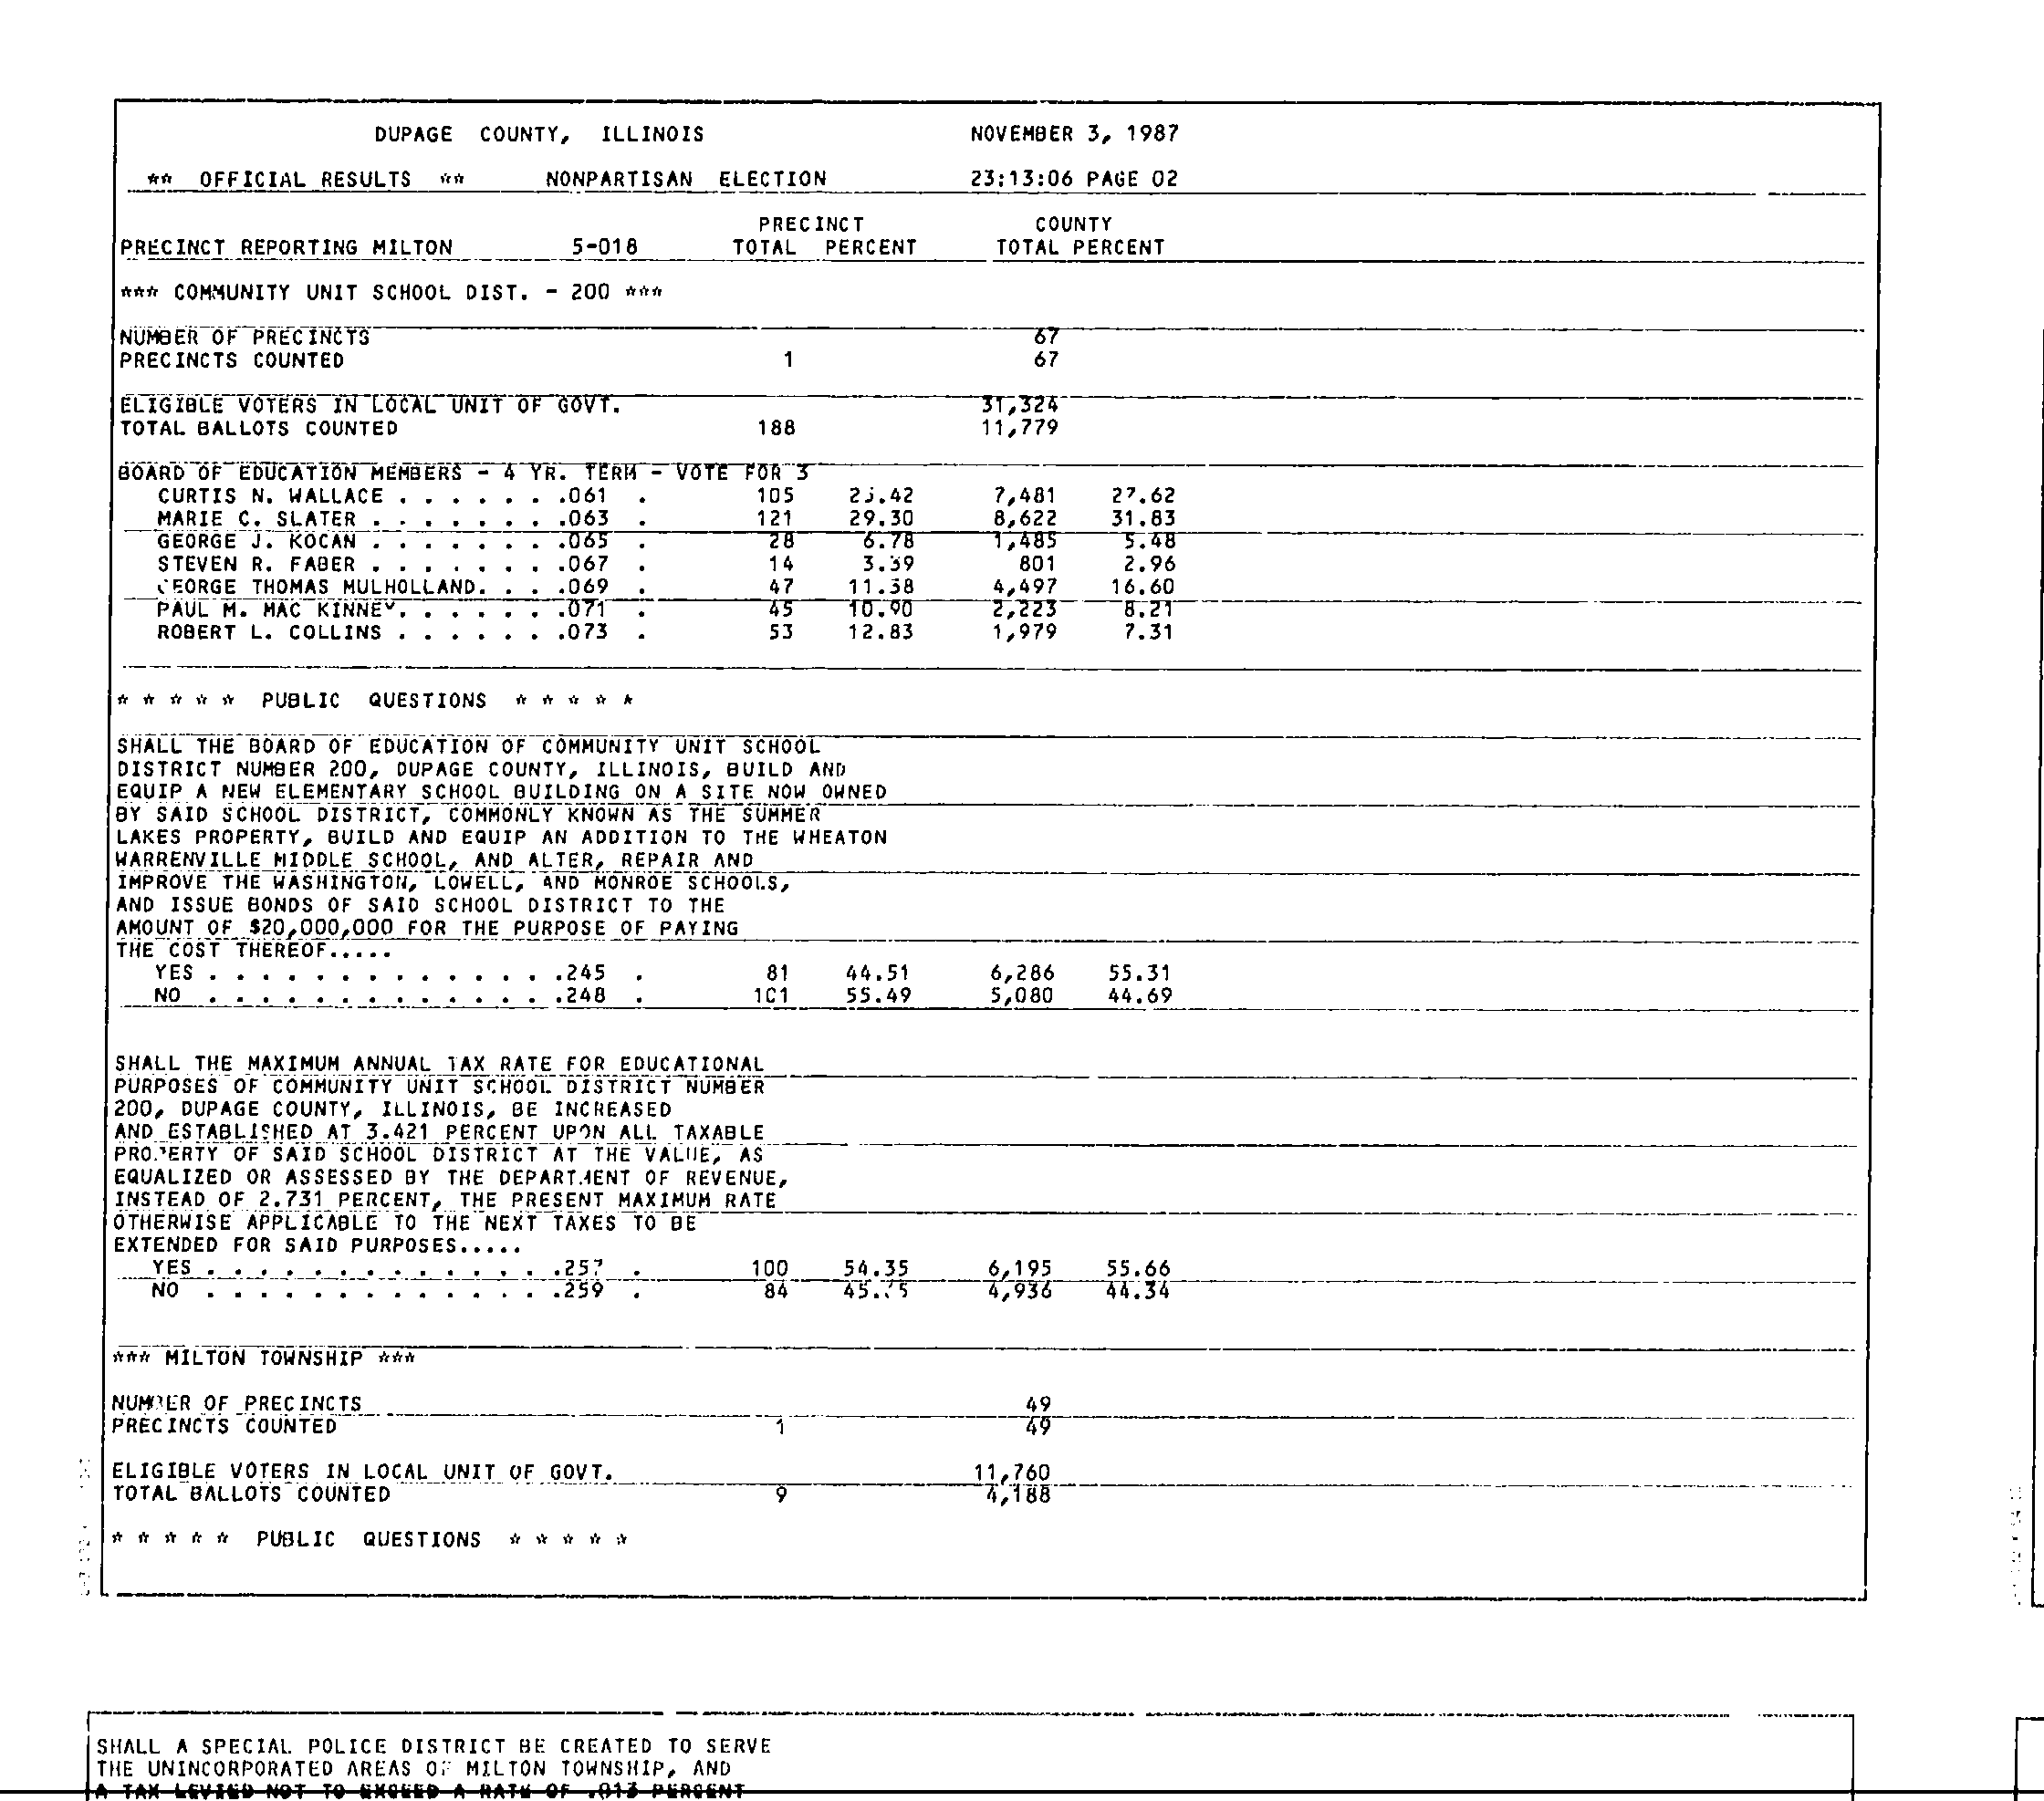 DUPAGE COUNTY, ILLINOIS NOVEMBER 3, 1987
** OFFICIAL RESULTS ** NONPARTISAN ELECTION 23:13:06 PAGE 02
PRECINCT COUNTY
PRECINCT REPORTING MILTON 5-018 TOTAL PERCENT TOTAL PERCENT
*** COMMUNITY UNIT SCHOOL DIST. - 200 ***
NUMBER OF PRECINCTS 67
PRECINCTS COUNTED 1 67
ELIGIBLE VOTERS IN LOCAL UNIT OF GOVT. 31,324
TOTAL BALLOTS COUNTED 188 11,779
BOARD OF EDUCATION MEMBERS - 4 YR. TERM - VOTE FOR 3
CURTIS N. WALLACE . . . . . . .061 . 105 25.42 7,481 27.62
MARIE C. SLATER . . . . . . . .063 . 121 29.30 8,622 31.83
GEORGE J. KOCAN . . . . . . . .065 . 28 6.78 1,485 5.48
STEVEN R. FABER . . . . . . . .067 . 14 3.39 801 2.96
GEORGE THOMAS MULHOLLAND. . . .069 . 47 11.38 4,497 16.60
PAUL M. MAC KINNEY. . . . . . .071 . 45 10.90 2,223 8.21
ROBERT L. COLLINS . . . . . . .073 . 53 12.83 1,979 7.31
* * * * * PUBLIC QUESTIONS * * * * *
SHALL THE BOARD OF EDUCATION OF COMMUNITY UNIT SCHOOL
DISTRICT NUMBER 200, DUPAGE COUNTY, ILLINOIS, BUILD AND
EQUIP A NEW ELEMENTARY SCHOOL BUILDING ON A SITE NOW OWNED
BY SAID SCHOOL DISTRICT, COMMONLY KNOWN AS THE SUMMER
LAKES PROPERTY, BUILD AND EQUIP AN ADDITION TO THE WHEATON
WARRENVILLE MIDDLE SCHOOL, AND ALTER, REPAIR AND
IMPROVE THE WASHINGTON, LOWELL, AND MONROE SCHOOLS,
AND ISSUE BONDS OF SAID SCHOOL DISTRICT TO THE
AMOUNT OF $20,000,000 FOR THE PURPOSE OF PAYING
THE COST THEREOF.....
YES . . . . . . . . . . . . . .245 . 81 44.51 6,286 55.31
NO . . . . . . . . . . . . . .248 . 101 55.49 5,080 44.69
SHALL THE MAXIMUM ANNUAL TAX RATE FOR EDUCATIONAL
PURPOSES OF COMMUNITY UNIT SCHOOL DISTRICT NUMBER
200, DUPAGE COUNTY, ILLINOIS, BE INCREASED
AND ESTABLISHED AT 3.421 PERCENT UPON ALL TAXABLE
PROPERTY OF SAID SCHOOL DISTRICT AT THE VALUE, AS
EQUALIZED OR ASSESSED BY THE DEPARTMENT OF REVENUE,
INSTEAD OF 2.731 PERCENT, THE PRESENT MAXIMUM RATE
OTHERWISE APPLICABLE TO THE NEXT TAXES TO BE
EXTENDED FOR SAID PURPOSES.....
YES . . . . . . . . . . . . . .257 . 100 54.35 6,195 55.66
NO . . . . . . . . . . . . . .259 . 84 45.65 4,936 44.34
*** MILTON TOWNSHIP ***
NUMBER OF PRECINCTS 49
PRECINCTS COUNTED 1 49
ELIGIBLE VOTERS IN LOCAL UNIT OF GOVT. 11,760
TOTAL BALLOTS COUNTED 9 4,188
* * * * * PUBLIC QUESTIONS * * * * *
SHALL A SPECIAL POLICE DISTRICT BE CREATED TO SERVE
THE UNINCORPORATED AREAS OF MILTON TOWNSHIP, AND
A TAX LEVIED NOT TO EXCEED A RATE OF .013 PERCENT